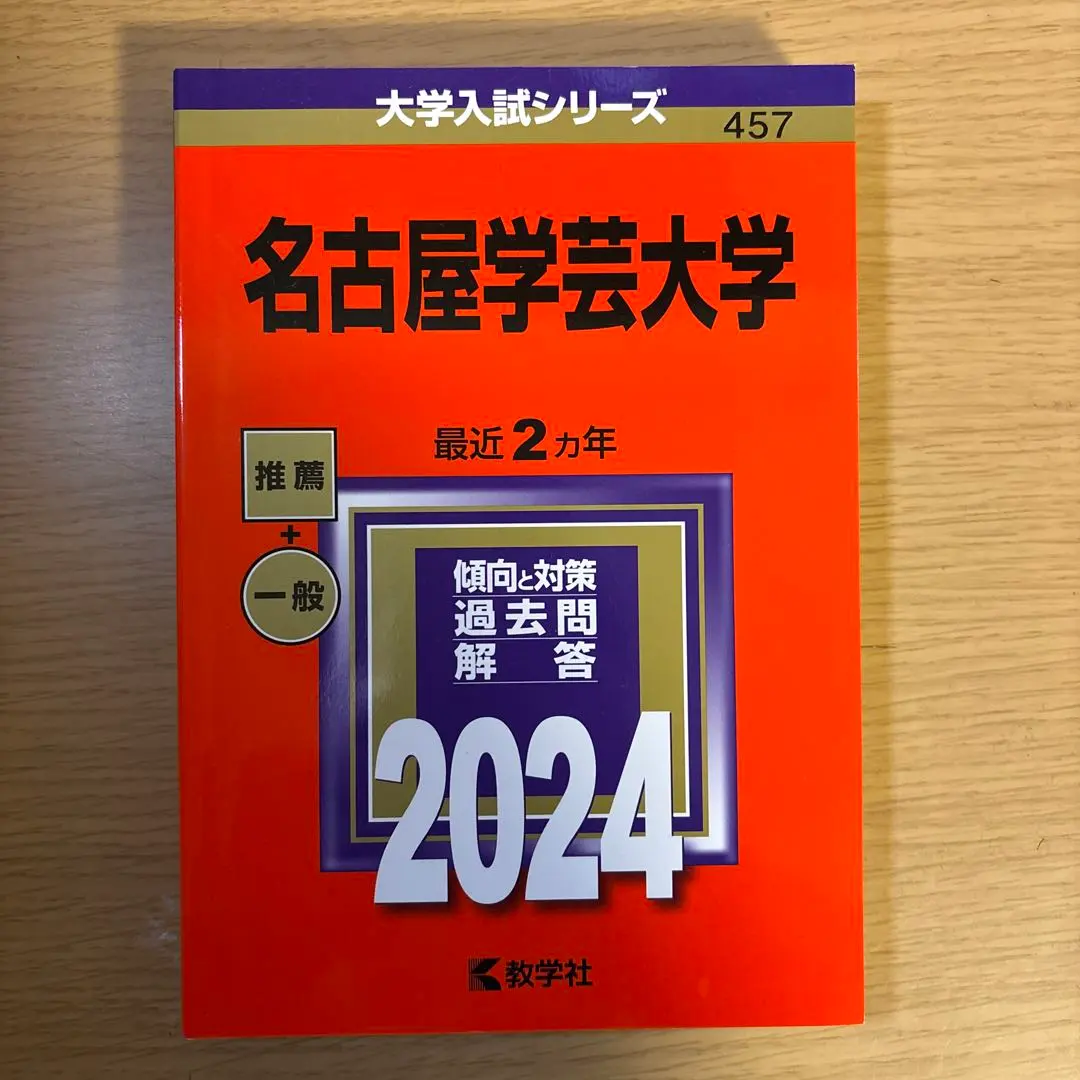 大学入試シリーズ
457
名古屋学芸大学
最近2カ年
推薦
+
一般
傾向と対策
過去問
解答
2024
教学社